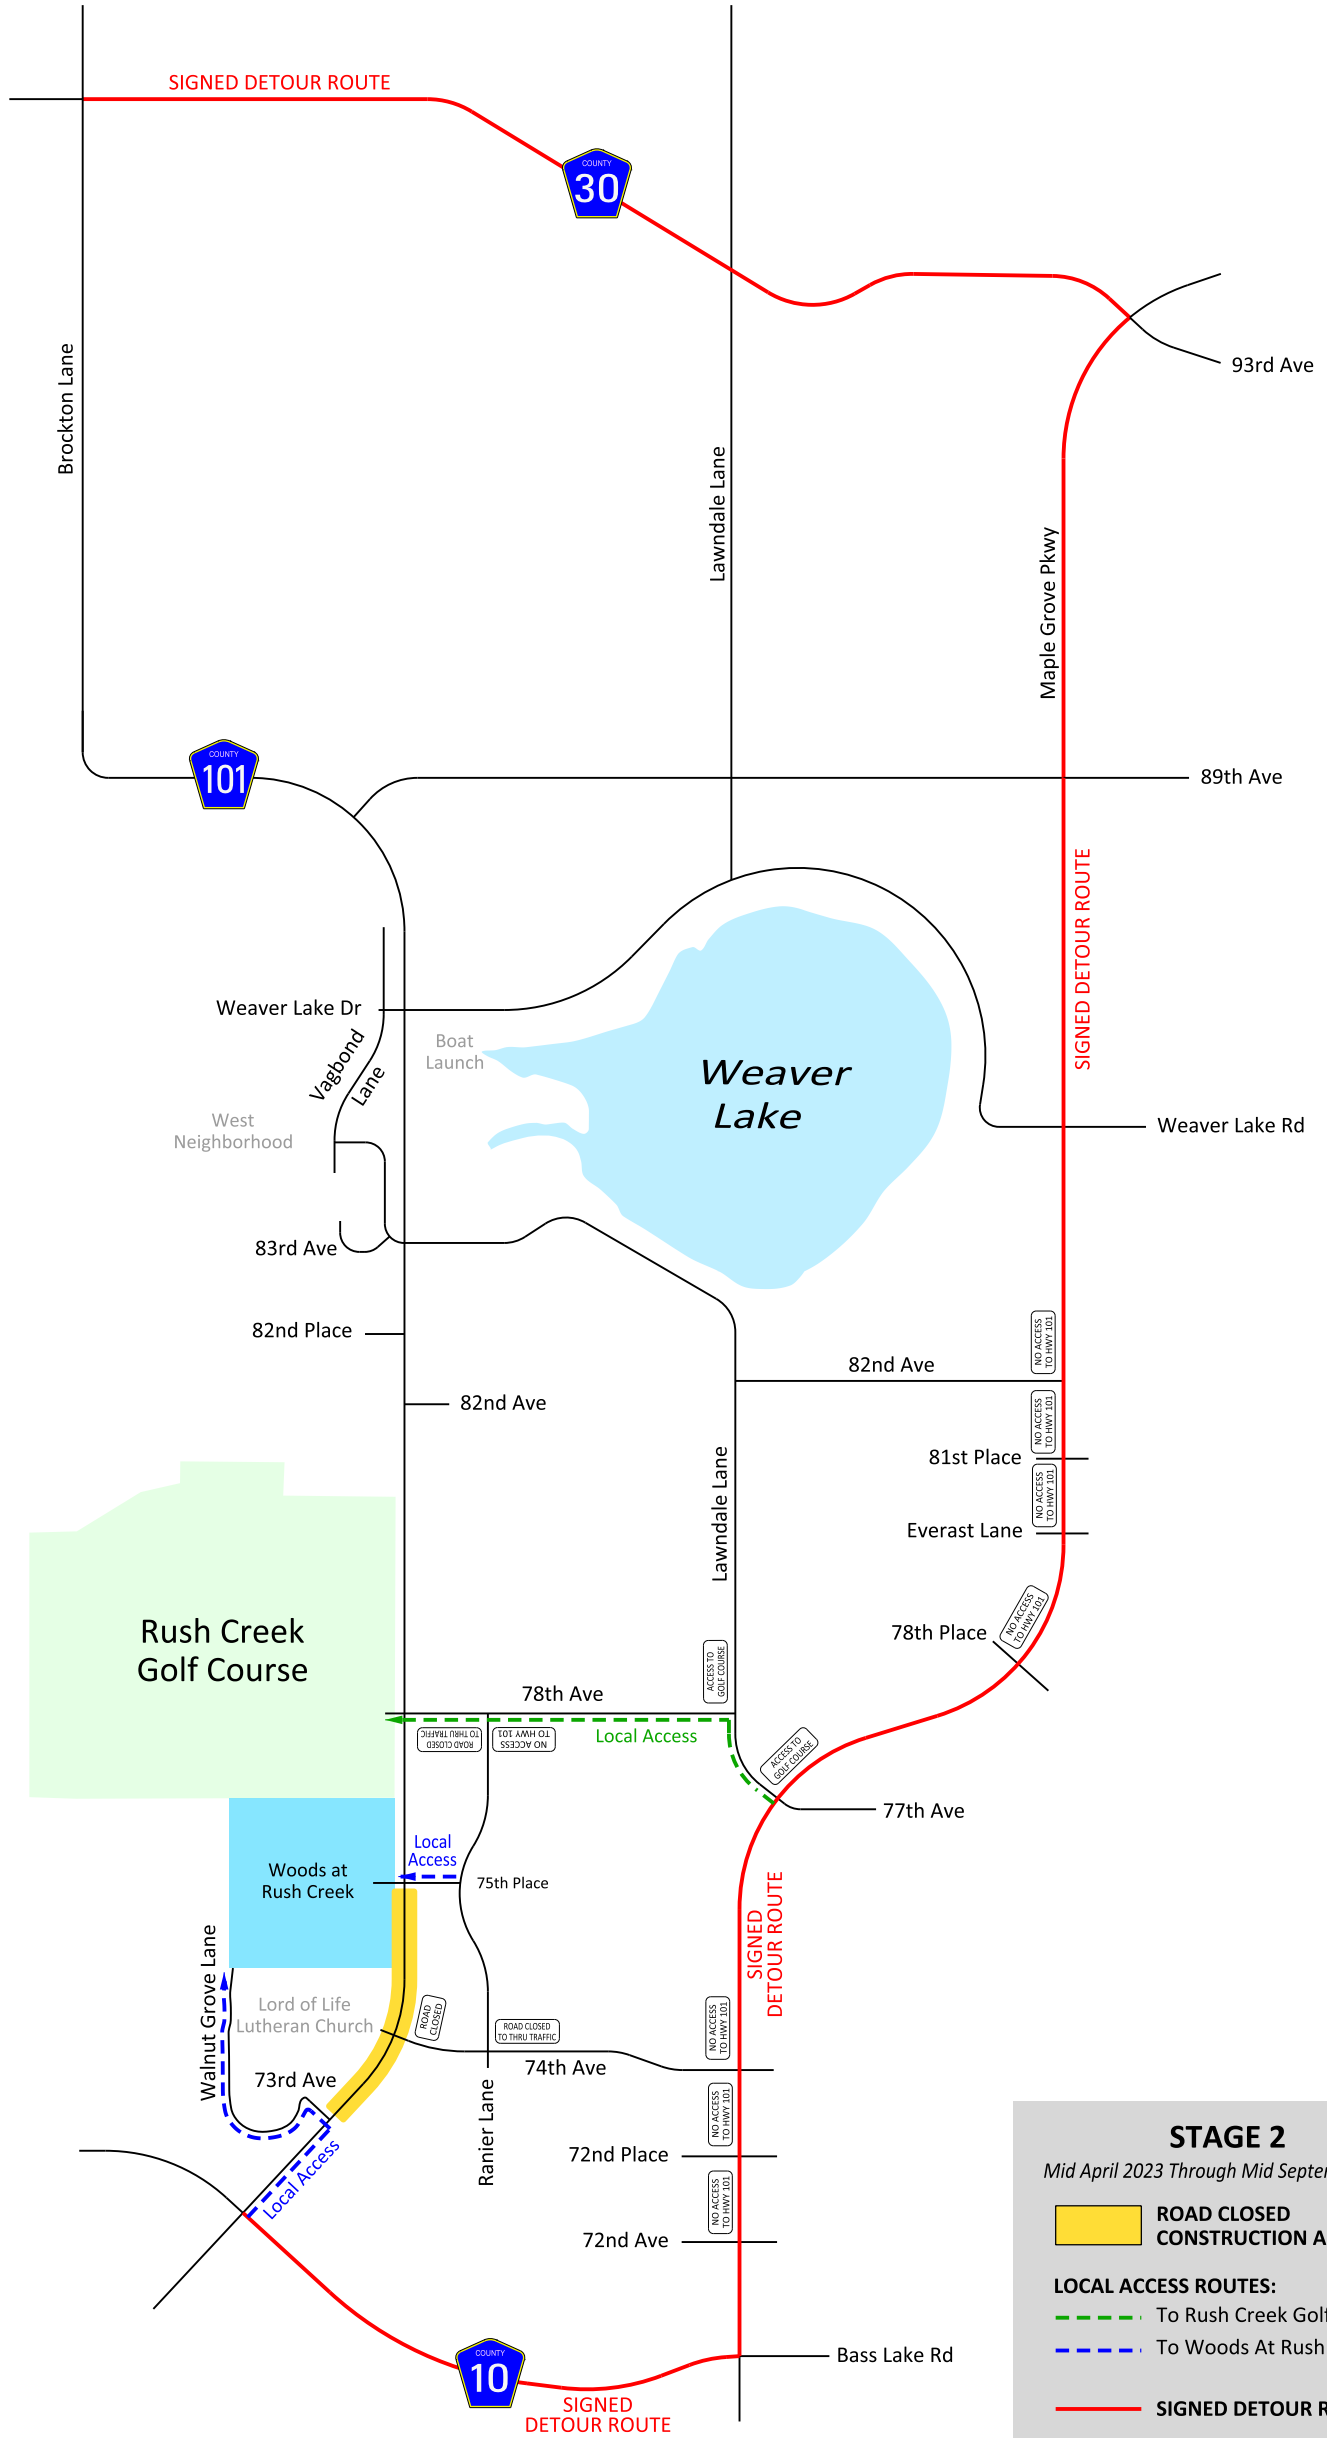 SIGNED DETOUR ROUTE
COUNTY
30
93rd Ave
Brockton Lane
Lawndale Lane
Maple Grove Pkwy
COUNTY
101
89th Ave
SIGNED DETOUR ROUTE
Weaver Lake Dr
Vagbond
Lane
Boat
Launch
Weaver
Lake
West
Neighborhood
Weaver Lake Rd
83rd Ave
82nd Place
NO ACCESS
TO HWY 101
82nd Ave
82nd Ave
NO ACCESS
TO HWY 101
81st Place
NO ACCESS
TO HWY 101
Everast Lane
Lawndale Lane
NO ACCESS
TO HWY 101
78th Place
Rush Creek
Golf Course
ACCESS TO
GOLF COURSE
78th Ave
Local Access
ROAD CLOSED
TO THRU TRAFFIC
NO ACCESS
TO HWY 101
ACCESS TO
GOLF COURSE
77th Ave
Local
Access
Woods at
Rush Creek
75th Place
SIGNED
DETOUR ROUTE
Walnut Grove Lane
Lord of Life
Lutheran Church
ROAD
CLOSED
ROAD CLOSED
TO THRU TRAFFIC
NO ACCESS
TO HWY 101
74th Ave
73rd Ave
Ranier Lane
NO ACCESS
TO HWY 101
72nd Place
Local Access
NO ACCESS
TO HWY 101
72nd Ave
COUNTY
10
Bass Lake Rd
SIGNED
DETOUR ROUTE
STAGE 2
Mid April 2023 Through Mid Septe
ROAD CLOSED
CONSTRUCTION A
LOCAL ACCESS ROUTES:
To Rush Creek Golf
To Woods At Rush
SIGNED DETOUR R